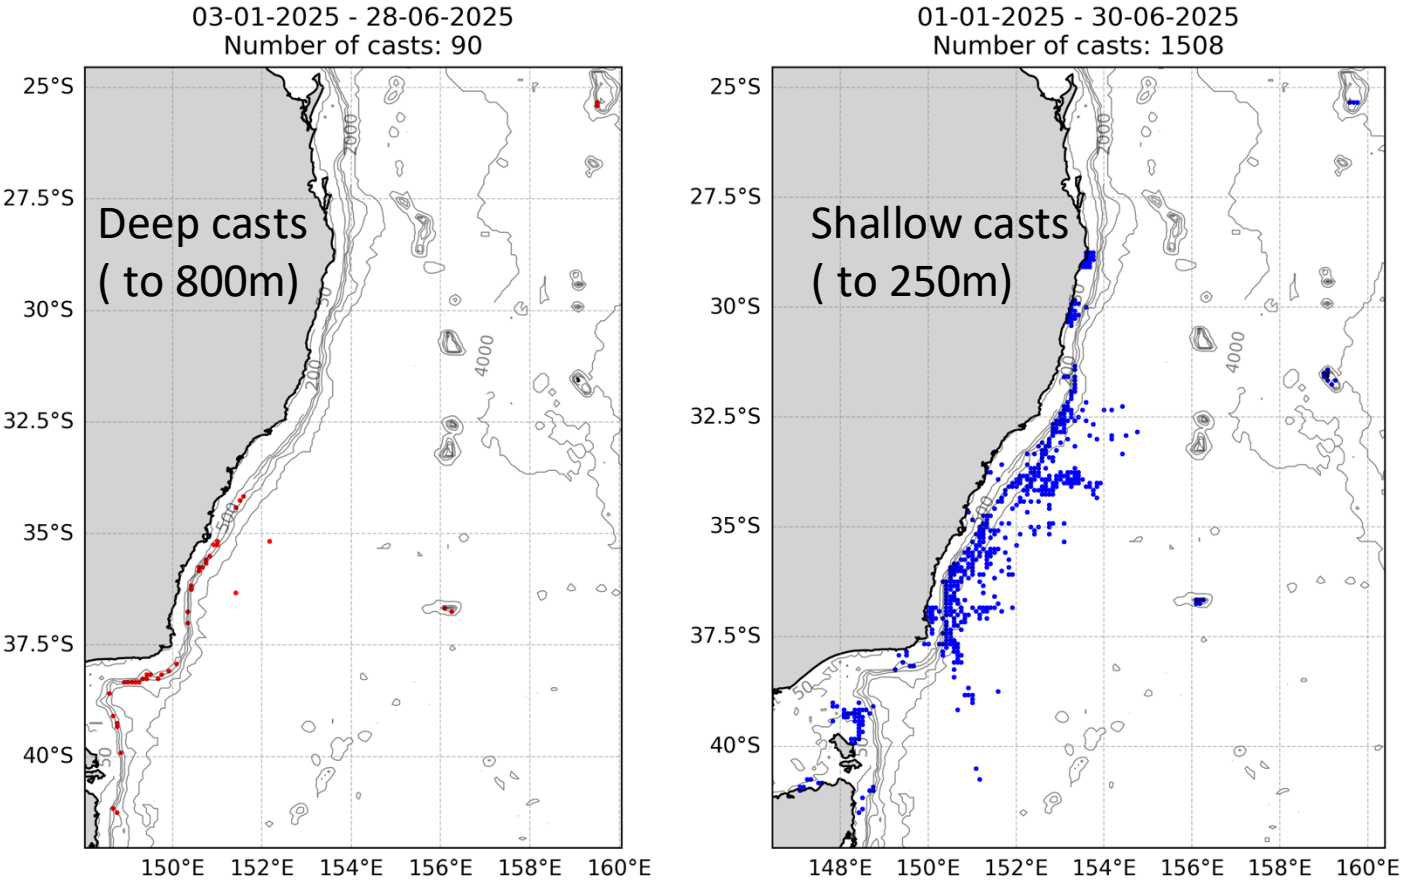 03-01-2025 - 28-06-2025
Number of casts: 90
25°S
27.5°S
30°S
32.5°S
35°S
37.5°S
40°S
Deep casts
( to 800m)
2000
200
4000
500
50
150°E
152°E
154°E
156°E
158°E
160°E
01-01-2025 - 30-06-2025
Number of casts: 1508
25°S
27.5°S
30°S
32.5°S
35°S
37.5°S
40°S
Shallow casts
( to 250m)
2000
200
4000
50
148°E
150°E
152°E
154°E
156°E
158°E
160°E